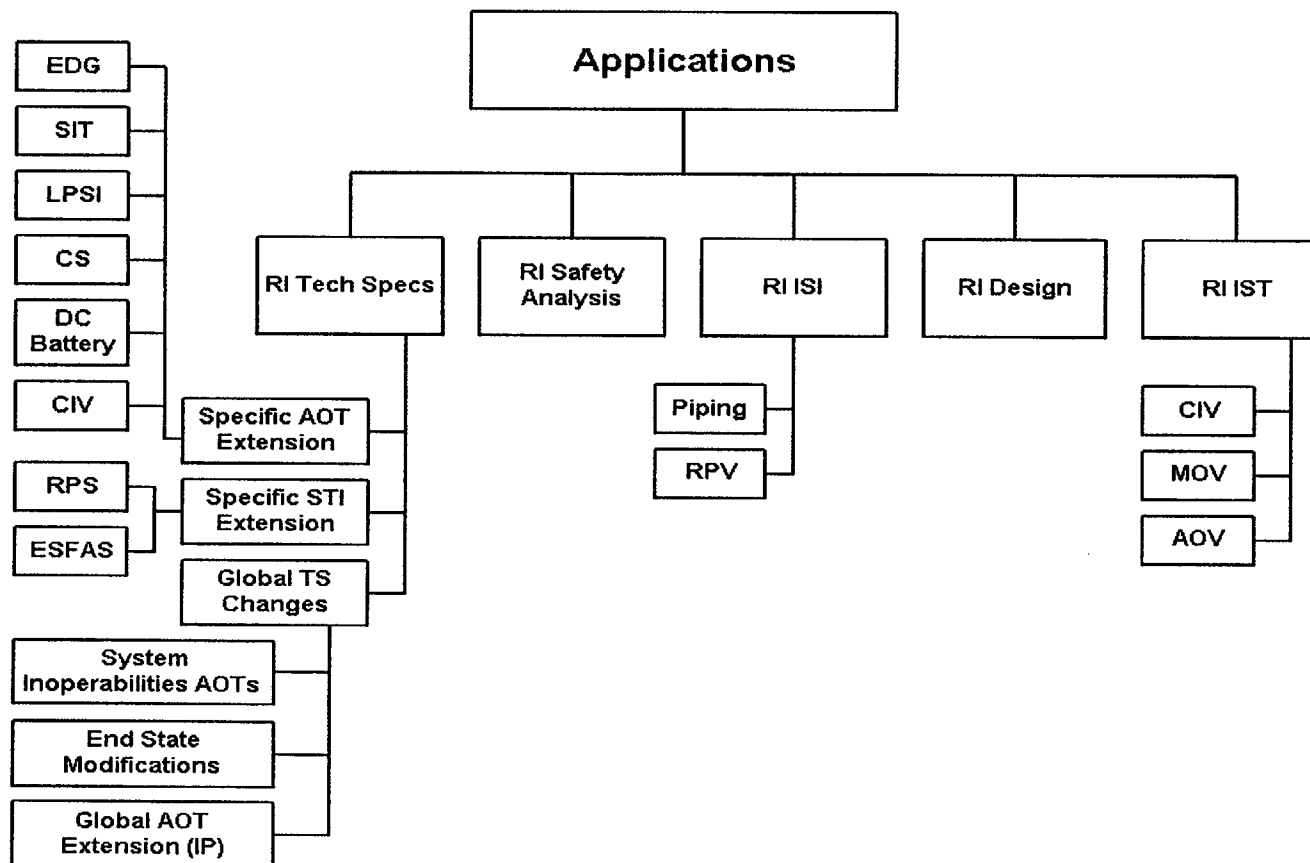 Applications
EDG
SIT
LPSI
CS
DC
Battery
CIV
RI Tech Specs
RI Safety
Analysis
RI ISI
RI Design
RI IST
Specific AOT
Extension
RPS
ESFAS
Specific STI
Extension
Global TS
Changes
System
Inoperabilities AOTs
End State
Modifications
Global AOT
Extension (IP)
Piping
RPV
CIV
MOV
AOV